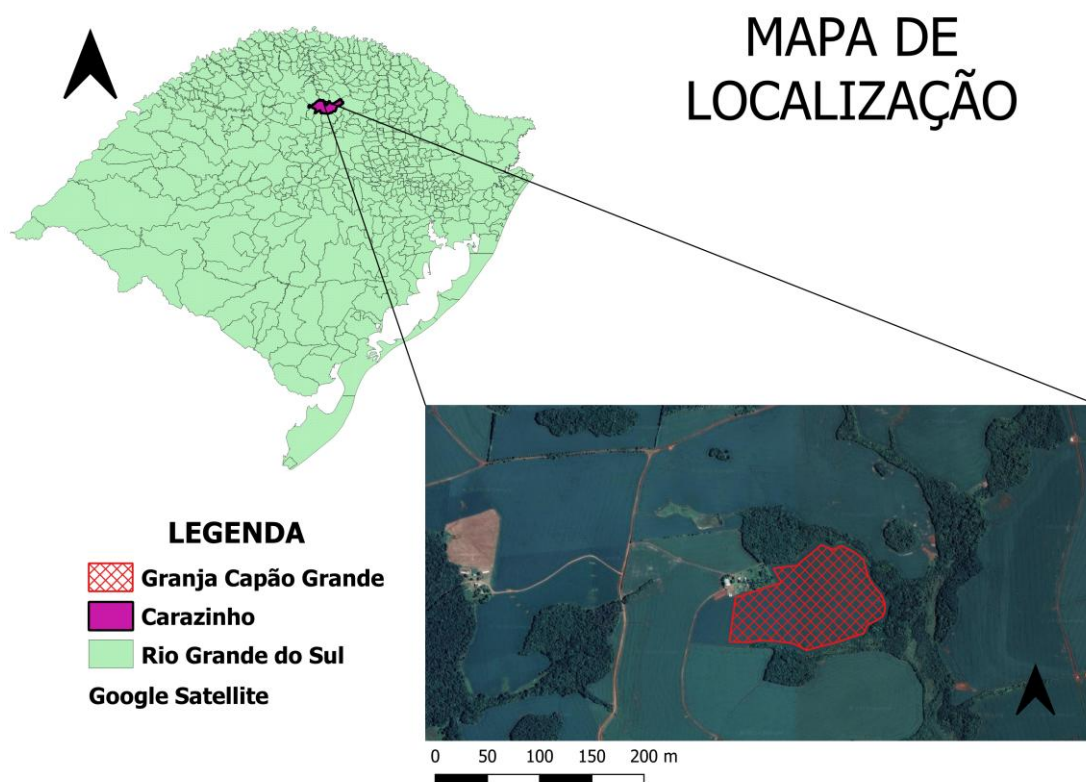 MAPA DE
LOCALIZAÇÃO
LEGENDA
Granja Capão Grande
Carazinho
Rio Grande do Sul
Google Satellite
0 50 100 150 200 m